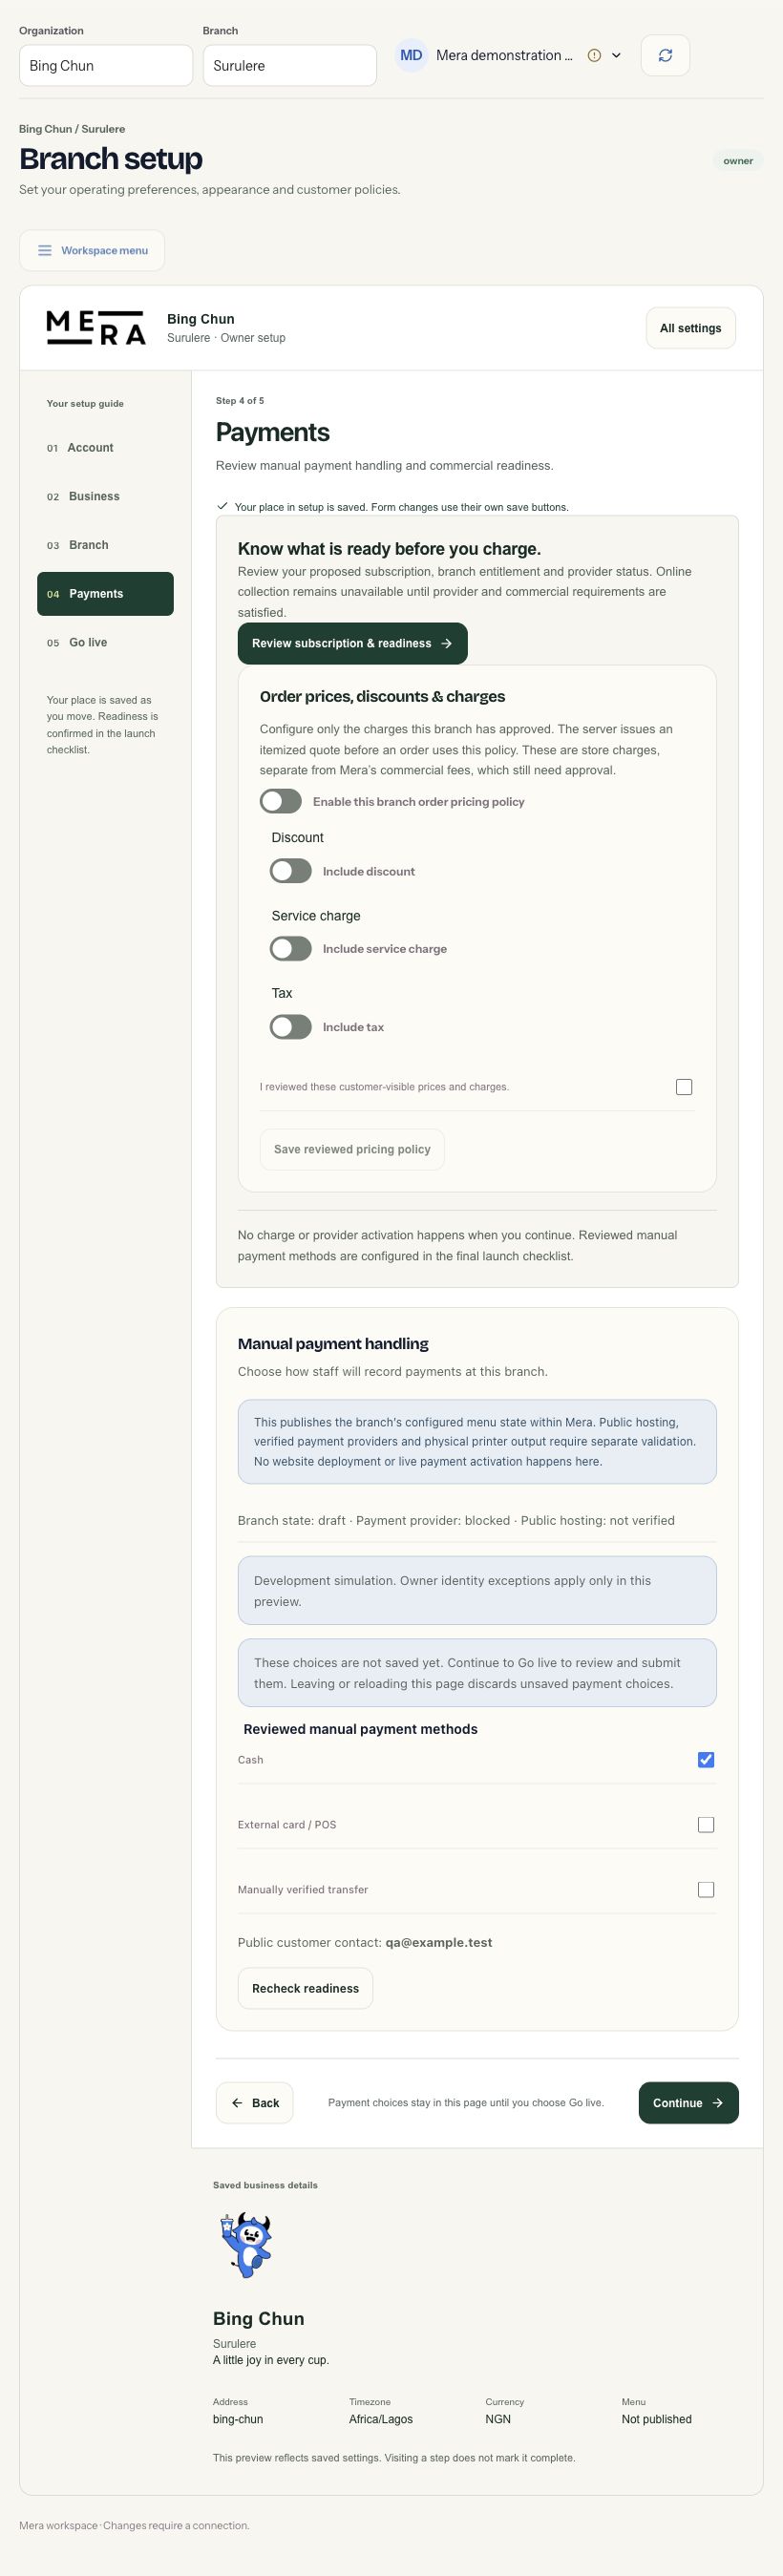 Organization
Branch
Bing Chun
Surulere
MD
Mera demonstration ...
Bing Chun / Surulere
Branch setup
owner
Set your operating preferences, appearance and customer policies.
Workspace menu
MERA
Bing Chun
Surulere · Owner setup
All settings
Your setup guide
01 Account
02 Business
03 Branch
04 Payments
05 Go live
Your place is saved as
you move. Readiness is
confirmed in the launch
checklist.
Step 4 of 5
Payments
Review manual payment handling and commercial readiness.
Your place in setup is saved. Form changes use their own save buttons.
Know what is ready before you charge.
Review your proposed subscription, branch entitlement and provider status. Online
collection remains unavailable until provider and commercial requirements are
satisfied.
Review subscription & readiness
Order prices, discounts & charges
Configure only the charges this branch has approved. The server issues an
itemized quote before an order uses this policy. These are store charges,
separate from Mera's commercial fees, which still need approval.
Enable this branch order pricing policy
Discount
Include discount
Service charge
Include service charge
Tax
Include tax
I reviewed these customer-visible prices and charges.
Save reviewed pricing policy
No charge or provider activation happens when you continue. Reviewed manual
payment methods are configured in the final launch checklist.
Manual payment handling
Choose how staff will record payments at this branch.
This publishes the branch's configured menu state within Mera. Public hosting,
verified payment providers and physical printer output require separate validation.
No website deployment or live payment activation happens here.
Branch state: draft · Payment provider: blocked · Public hosting: not verified
Development simulation. Owner identity exceptions apply only in this
preview.
These choices are not saved yet. Continue to Go live to review and submit
them. Leaving or reloading this page discards unsaved payment choices.
Reviewed manual payment methods
Cash
External card / POS
Manually verified transfer
Public customer contact: qa@example.test
Recheck readiness
Back
Payment choices stay in this page until you choose Go live.
Continue
Saved business details
Bing Chun
Surulere
A little joy in every cup.
Address
Timezone
Currency
Menu
bing-chun
Africa/Lagos
NGN
Not published
This preview reflects saved settings. Visiting a step does not mark it complete.
Mera workspace · Changes require a connection.